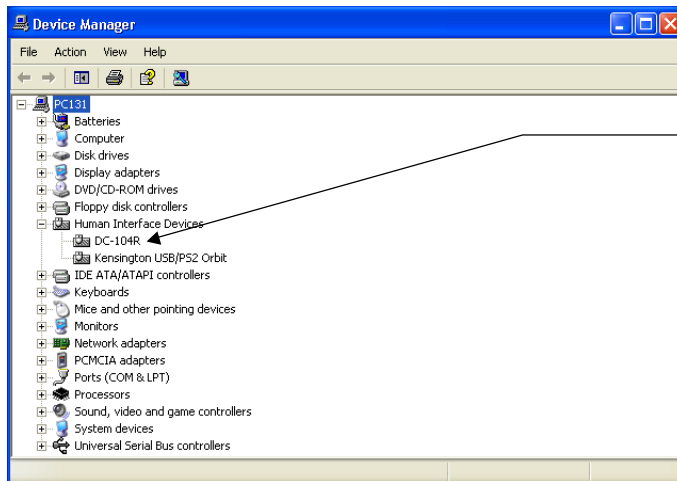 Device Manager
File Action View Help
PC131
Batteries
Computer
Disk drives
Display adapters
DVD/CD-ROM drives
Floppy disk controllers
Human Interface Devices
DC-104R
Kensington USB/PS2 Orbit
IDE ATA/ATAPI controllers
Keyboards
Mice and other pointing devices
Monitors
Network adapters
PCMCIA adapters
Ports (COM & LPT)
Processors
Sound, video and game controllers
System devices
Universal Serial Bus controllers